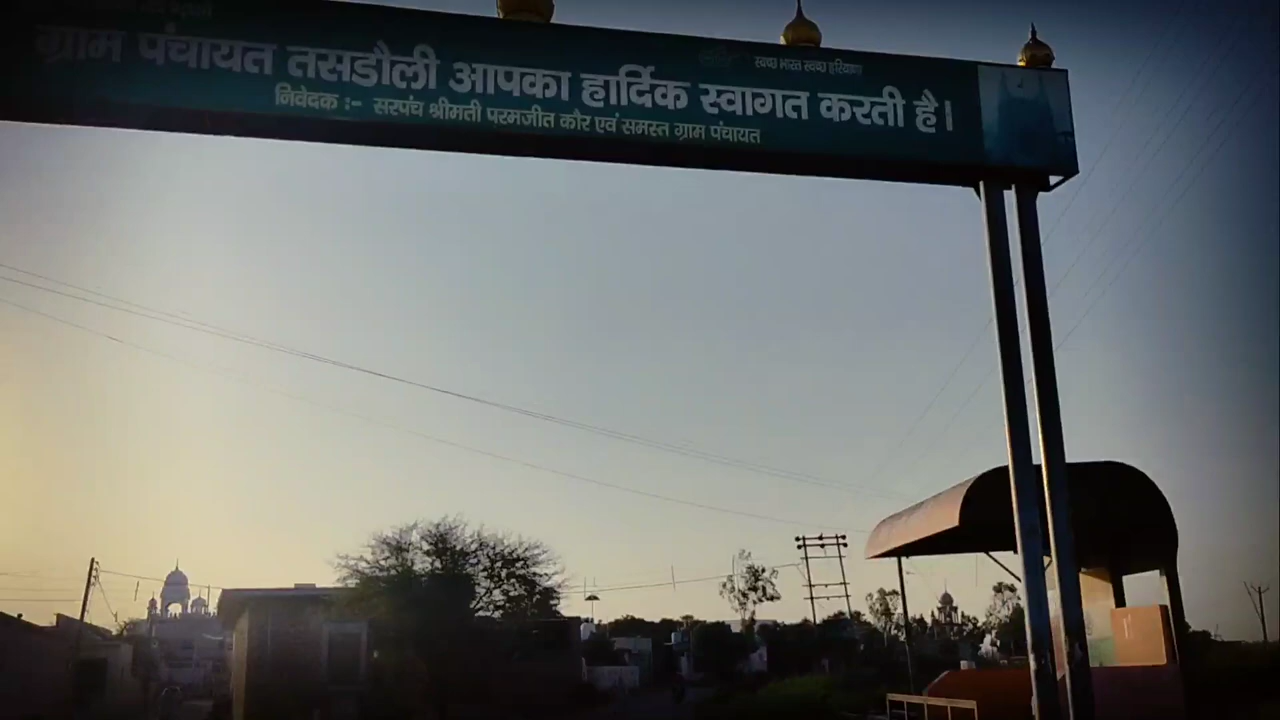 स्वच्छ भारत स्वच्छ हरियाणा
ग्राम पंचायत तसडौली आपका हार्दिक स्वागत करती है।
निवेदक :- सरपंच श्रीमती परमजीत कौर एवं समस्त ग्राम पंचायत